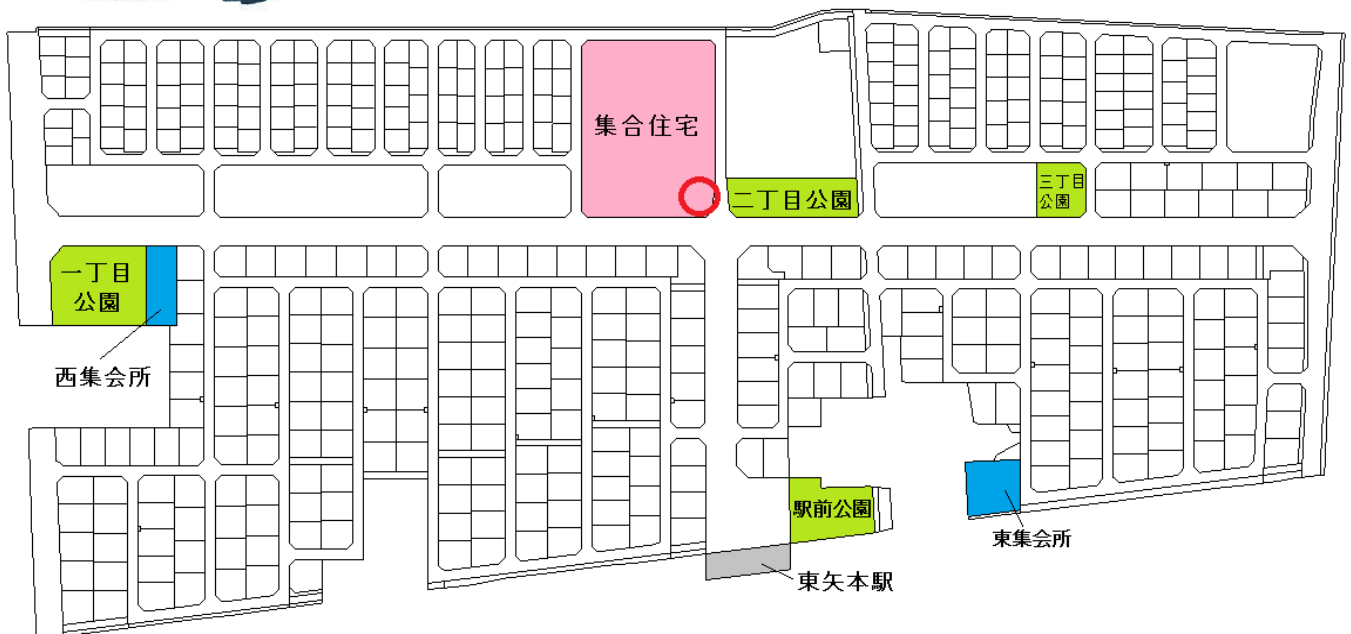 集合住宅
二丁目公園
三丁目
公園
一丁目
公園
西集会所
駅前公園
東集会所
東矢本駅